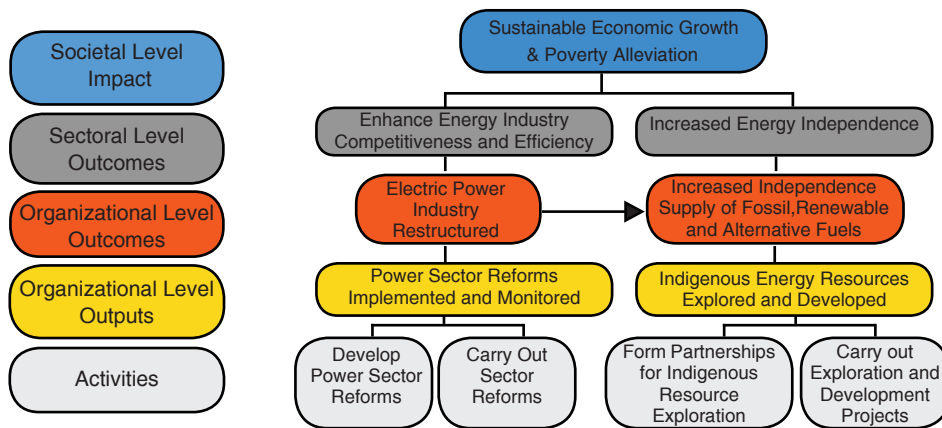 Societal Level
Impact
Sectoral Level
Outcomes
Organizational Level
Outcomes
Organizational Level
Outputs
Activities
Sustainable Economic Growth
& Poverty Alleviation
Enhance Energy Industry
Competitiveness and Efficiency
Increased Energy Independence
Electric Power
Industry
Restructured
Increased Independence
Supply of Fossil,Renewable
and Alternative Fuels
Power Sector Reforms
Implemented and Monitored
Indigenous Energy Resources
Explored and Developed
Develop
Power Sector
Reforms
Carry Out
Sector
Reforms
Form Partnerships
for Indigenous
Resource
Exploration
Carry out
Exploration and
Development
Projects